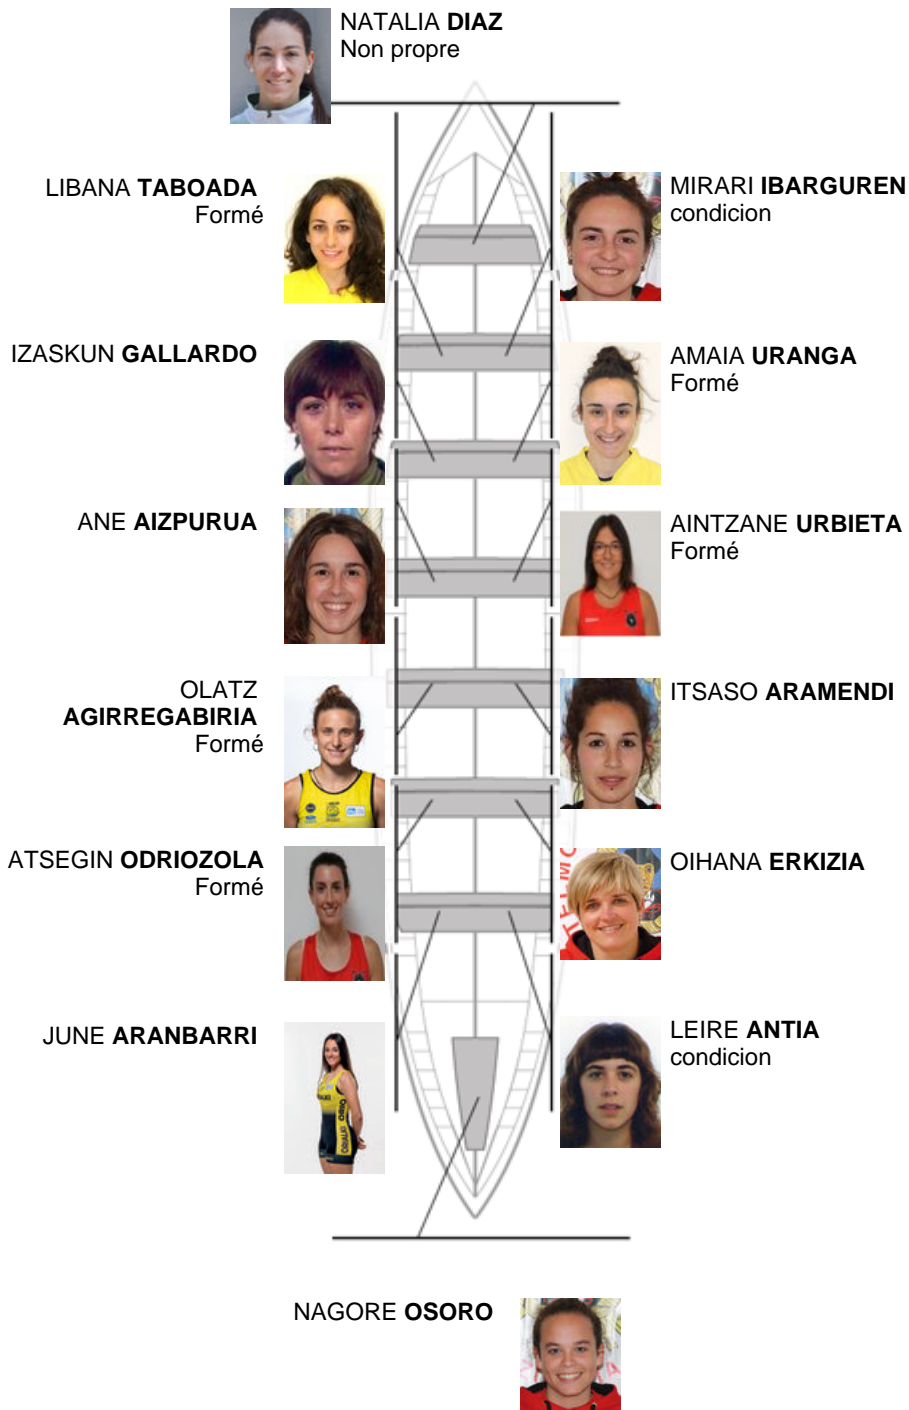 NATALIA DIAZ
Non propre
LIBANA TABOADA
Formé
MIRARI IBARGUREN
condicion
IZASKUN GALLARDO
AMAIA URANGA
Formé
ANE AIZPURUA
AINTZANE URBIETA
Formé
OLATZ
AGIRREGABIRIA
Formé
ITSASO ARAMENDI
ATSEGIN ODRIOZOLA
Formé
OIHANA ERKIZIA
JUNE ARANBARRI
LEIRE ANTIA
condicion
NAGORE OSORO